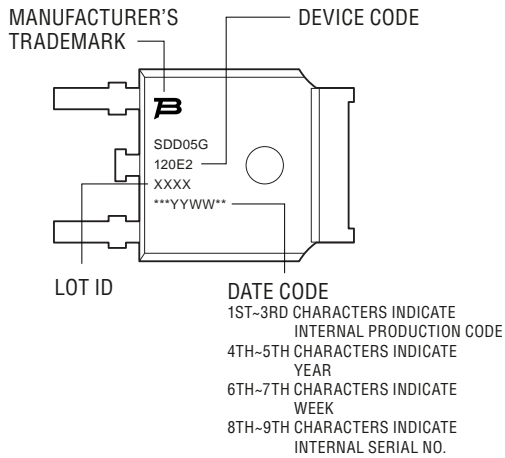 MANUFACTURER'S
TRADEMARK
DEVICE CODE
B
SDD05G
120E2
XXXX
***YYWW**
LOT ID
DATE CODE
1ST~3RD CHARACTERS INDICATE
INTERNAL PRODUCTION CODE
4TH~5TH CHARACTERS INDICATE
YEAR
6TH~7TH CHARACTERS INDICATE
WEEK
8TH~9TH CHARACTERS INDICATE
INTERNAL SERIAL NO.